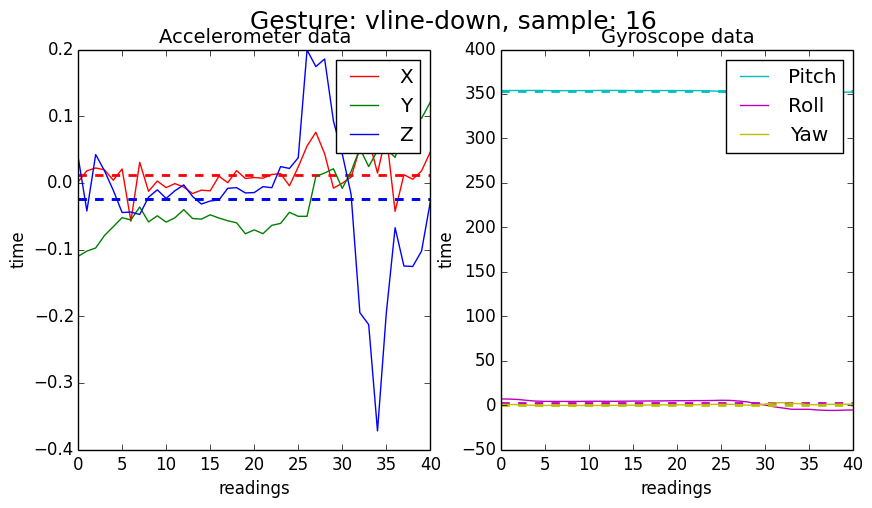 Gesture: vline-down, sample: 16
Accelerometer data
0.2
0.1
0.0
−0.1
−0.2
−0.3
−0.4
time
0
5
10
15
20
25
30
35
40
readings
X
Y
Z
Gyroscope data
400
350
300
250
200
150
100
50
0
−50
time
0
5
10
15
20
25
30
35
40
readings
Pitch
Roll
Yaw